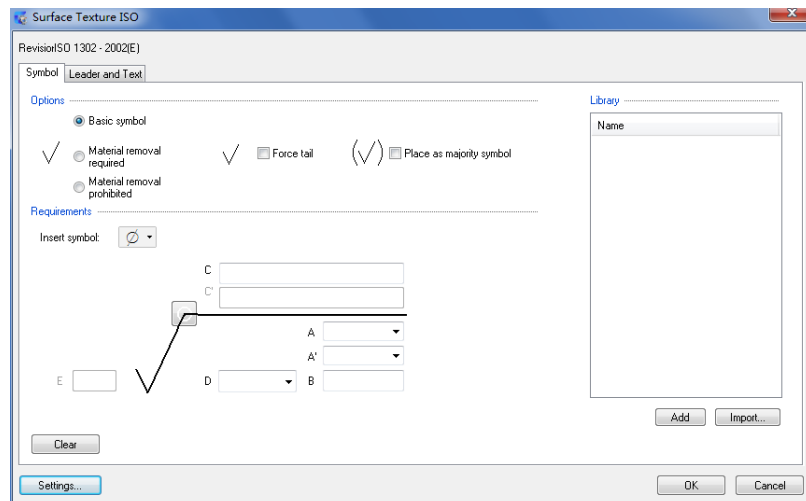 Surface Texture ISO
RevisionISO 1302 - 2002(E)
Symbol
Leader and Text
Options
Library
Basic symbol
Name
Material removal
required
Force tail
Place as majority symbol
Material removal
prohibited
Requirements
Insert symbol:
C
C'
A
A'
E
D
B
Add
Import...
Clear
Settings...
OK
Cancel